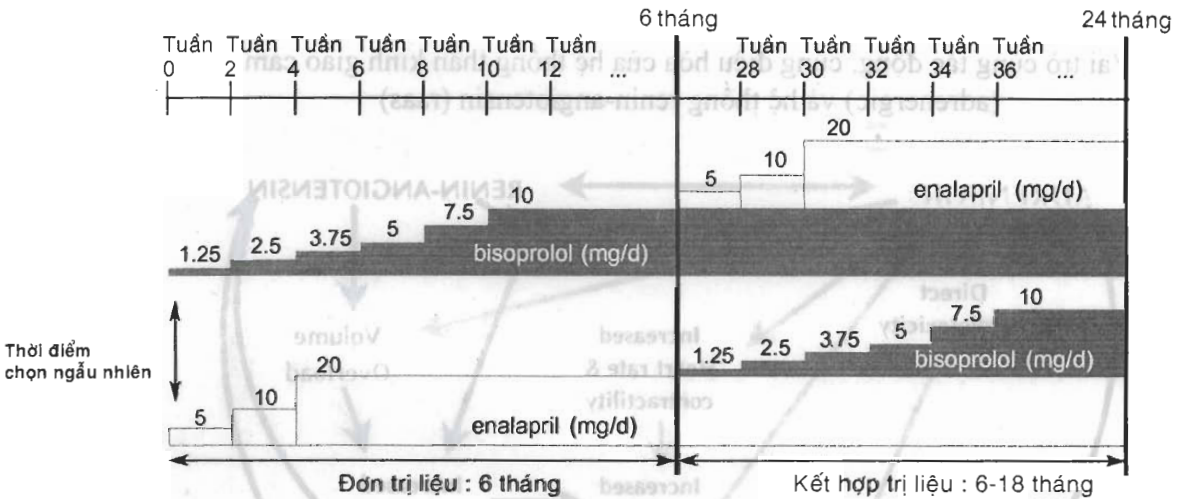 6 tháng 24 tháng
Tuần Tuần Tuần Tuần Tuần Tuần Tuần Tuần Tuần Tuần Tuần Tuần
0 2 4 6 8 10 12 ... 28 30 32 34 36 ...
5 10 20
enalapril (mg/d)
1.25 2.5 3.75 5 7.5 10
bisoprolol (mg/d)
1.25 2.5 3.75 5 7.5 10
bisoprolol (mg/d)
Thời điểm
chọn ngẫu nhiên
5 10 20
enalapril (mg/d)
Đơn trị liệu : 6 tháng
Kết hợp trị liệu : 6-18 tháng